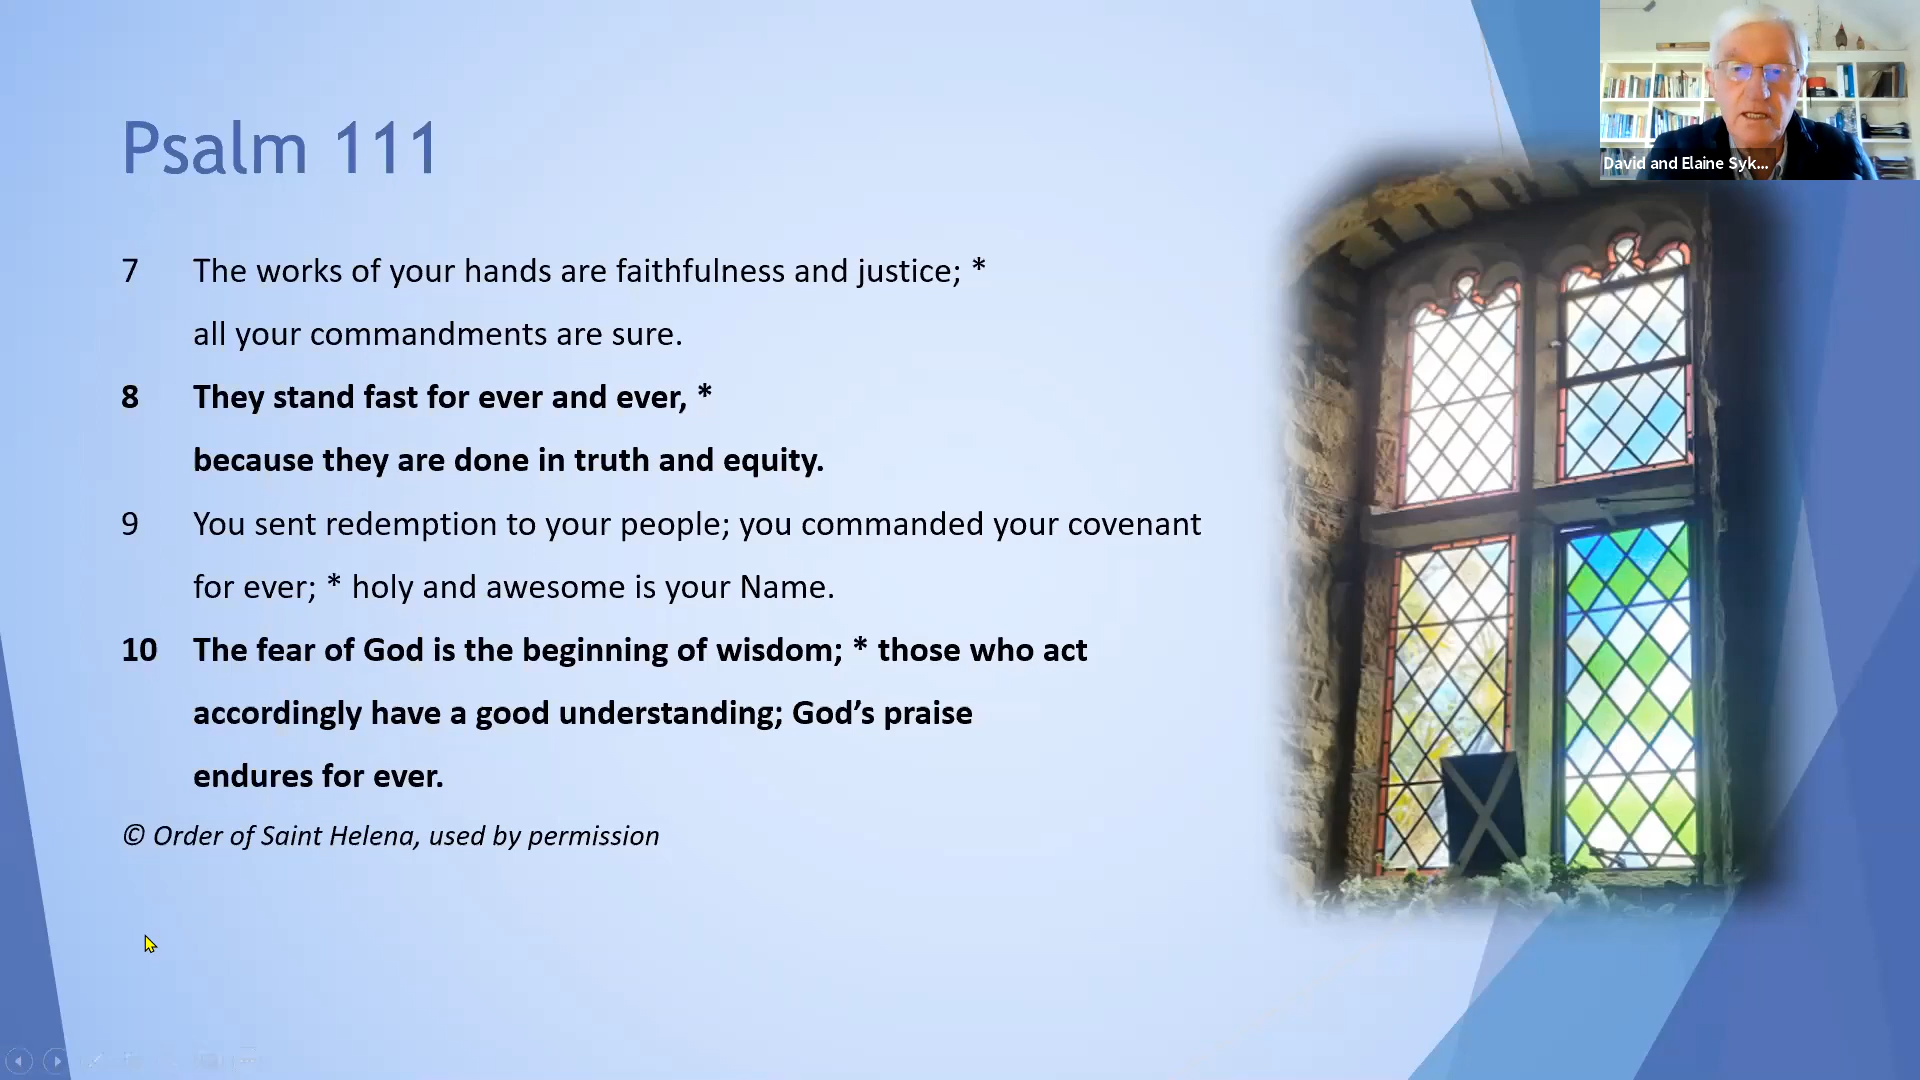 Psalm 111
7 The works of your hands are faithfulness and justice; *
all your commandments are sure.
8 They stand fast for ever and ever, *
because they are done in truth and equity.
9 You sent redemption to your people; you commanded your covenant
for ever; * holy and awesome is your Name.
10 The fear of God is the beginning of wisdom; * those who act
accordingly have a good understanding; God’s praise
endures for ever.
© Order of Saint Helena, used by permission
David and Elaine Syk...